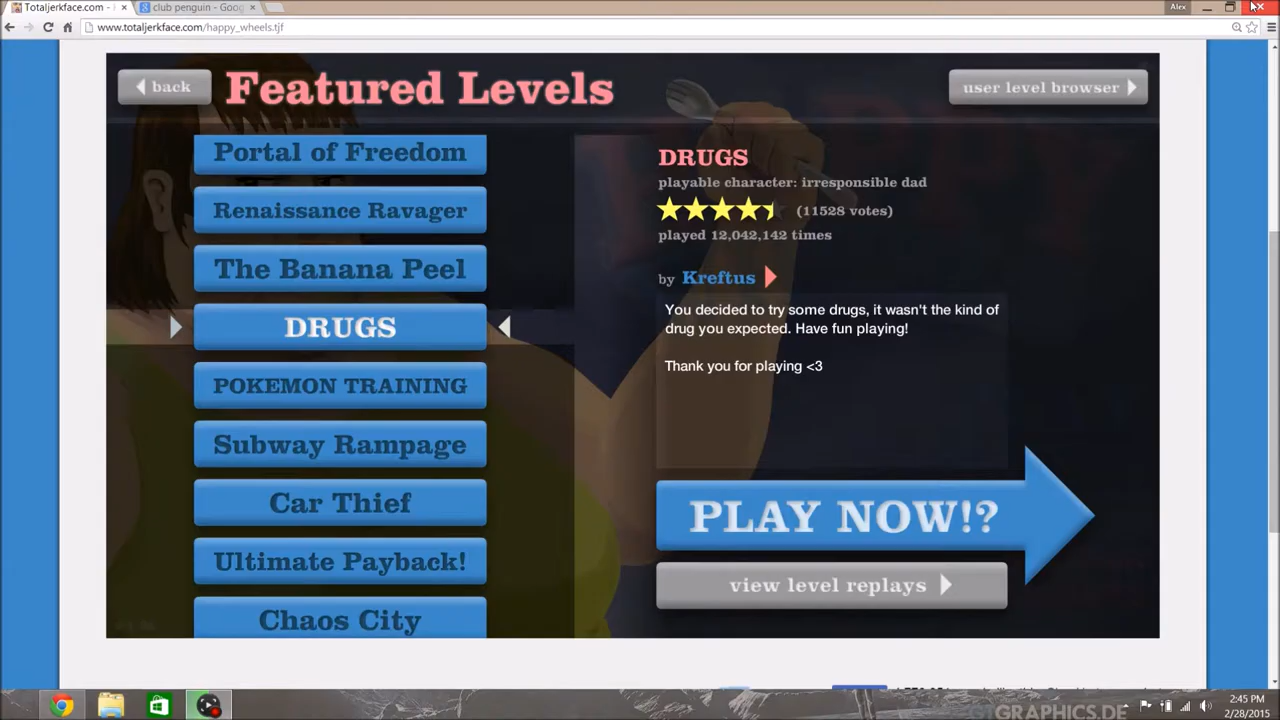 Totaljerkface.com -
club penguin - Goog
Alex
www.totaljerkface.com/happy_wheels.tjf
back
Featured Levels
user level browser
Portal of Freedom
Renaissance Ravager
The Banana Peel
DRUGS
POKEMON TRAINING
Subway Rampage
Car Thief
Ultimate Payback!
Chaos City
DRUGS
playable character: irresponsible dad
(11528 votes)
played 12,042,142 times
by Kreftus
You decided to try some drugs, it wasn't the kind of
drug you expected. Have fun playing!
Thank you for playing <3
PLAY NOW!?
view level replays
GTGRAPHICS.DE
2:45 PM
2/28/2015